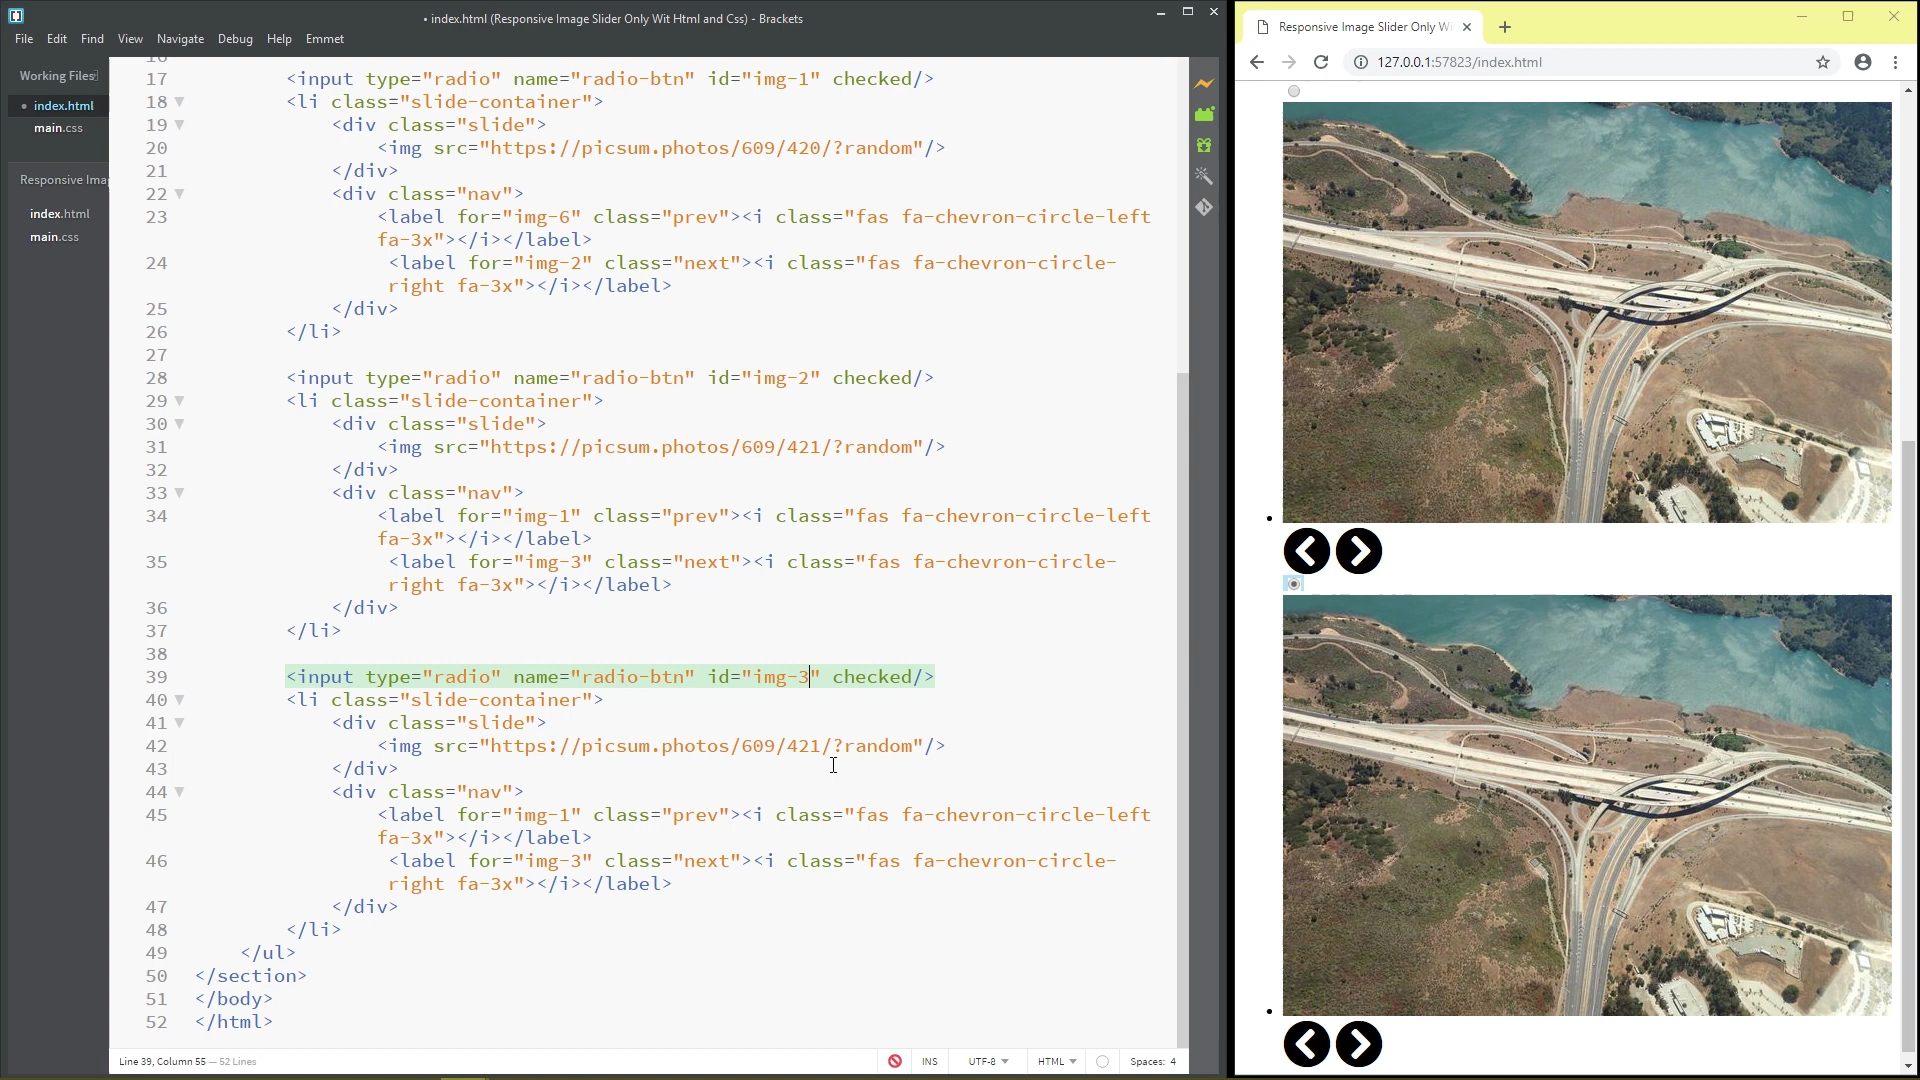 index.html (Responsive Image Slider Only Wit Html and Css) - Brackets
File Edit Find View Navigate Debug Help Emmet
Working Files
index.html
main.css
Responsive Ima
index.html
main.css
17 <input type="radio" name="radio-btn" id="img-1" checked/>
18 <li class="slide-container">
19 <div class="slide">
20 <img src="https://picsum.photos/609/420/?random"/>
21 </div>
22 <div class="nav">
23 <label for="img-6" class="prev"><i class="fas fa-chevron-circle-left
fa-3x"></i></label>
24 <label for="img-2" class="next"><i class="fas fa-chevron-circle-
right fa-3x"></i></label>
25 </div>
26 </li>
27
28 <input type="radio" name="radio-btn" id="img-2" checked/>
29 <li class="slide-container">
30 <div class="slide">
31 <img src="https://picsum.photos/609/421/?random"/>
32 </div>
33 <div class="nav">
34 <label for="img-1" class="prev"><i class="fas fa-chevron-circle-left
fa-3x"></i></label>
35 <label for="img-3" class="next"><i class="fas fa-chevron-circle-
right fa-3x"></i></label>
36 </div>
37 </li>
38
39 <input type="radio" name="radio-btn" id="img-3" checked/>
40 <li class="slide-container">
41 <div class="slide">
42 <img src="https://picsum.photos/609/421/?random"/>
43 </div>
44 <div class="nav">
45 <label for="img-1" class="prev"><i class="fas fa-chevron-circle-left
fa-3x"></i></label>
46 <label for="img-3" class="next"><i class="fas fa-chevron-circle-
right fa-3x"></i></label>
47 </div>
48 </li>
49 </ul>
50 </section>
51 </body>
52 </html>
Line 39, Column 55 — 52 Lines
INS UTF-8 HTML Spaces: 4
Responsive Image Slider Only W
127.0.0.1:57823/index.html